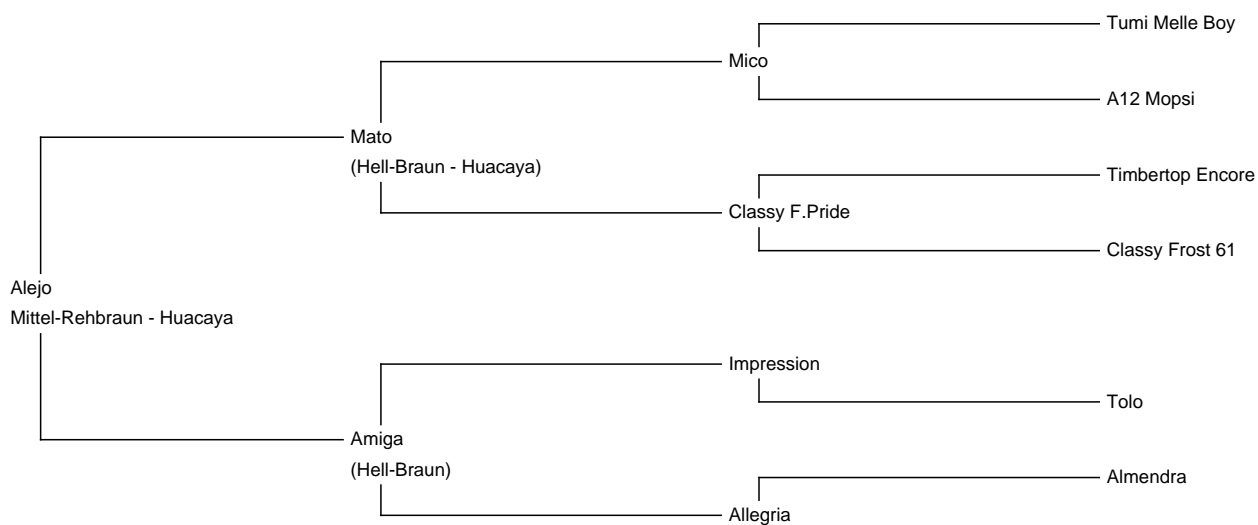 Tumi Melle Boy
Mico
A12 Mopsi
Mato
(Hell-Braun - Huacaya)
Timbertop Encore
Classy F.Pride
Classy Frost 61
Alejo
Mittel-Rehbraun - Huacaya
Impression
Tolo
Amiga
(Hell-Braun)
Almendra
Allegria